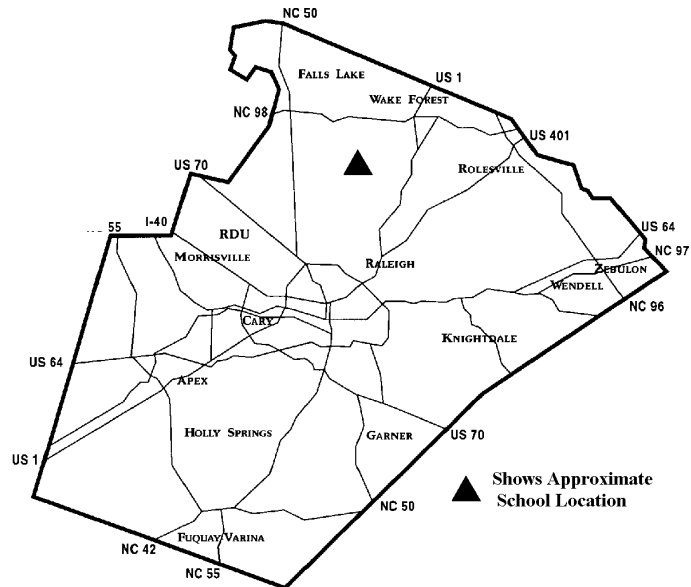 NC 50
FALLS LAKE
US 1
WAKE FOREST
NC 98
US 401
US 70
ROLESVILLE
55
I-40
RDU
MORRISVILLE
RALEIGH
US 64
NC 97
ZEBULON
WENDELL
NC 96
CARY
KNIGHTDALE
US 64
APEX
HOLLY SPRINGS
GARNER
US 70
US 1
Shows Approximate
School Location
NC 50
FUQUAY VARINA
NC 42
NC 55